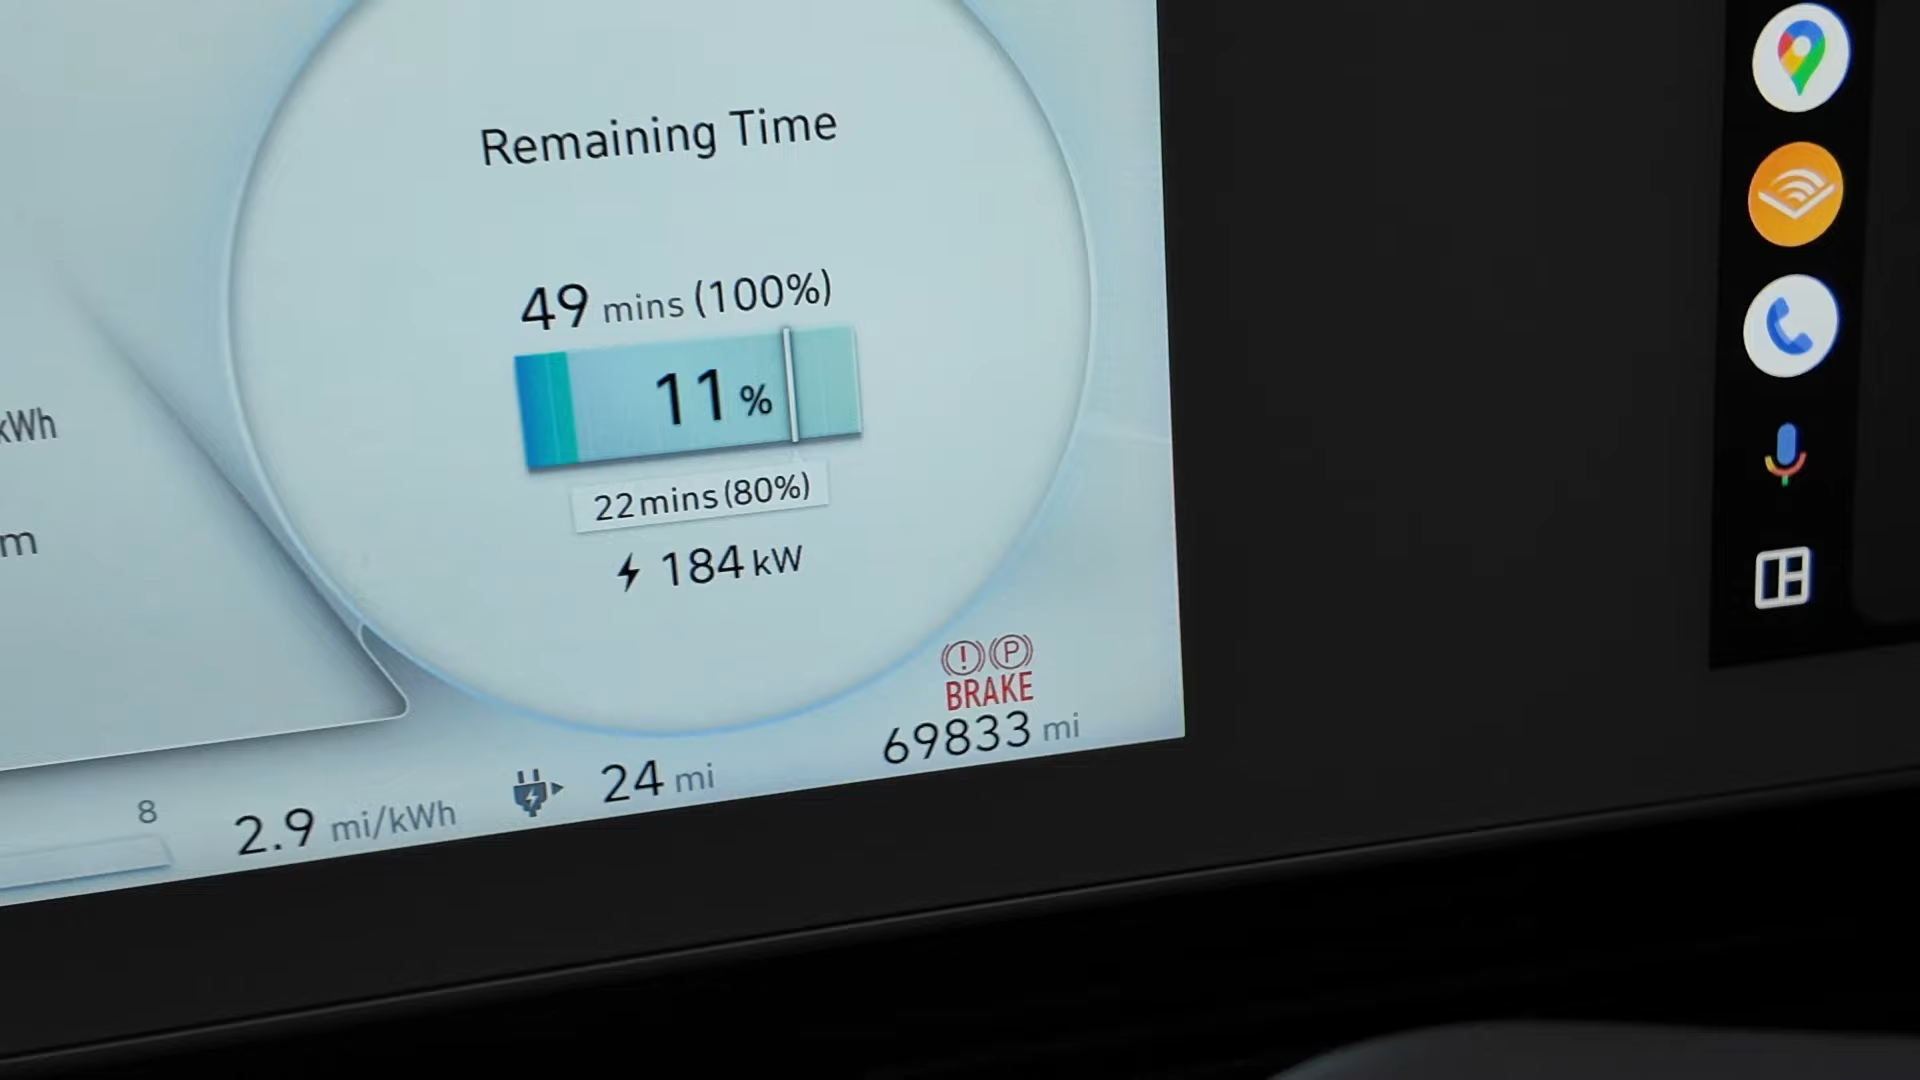 Remaining Time
49 mins (100%)
11 %
22 mins (80%)
184 kW
kWh
m
P
BRAKE
69833 mi
24 mi
8
2.9 mi/kWh